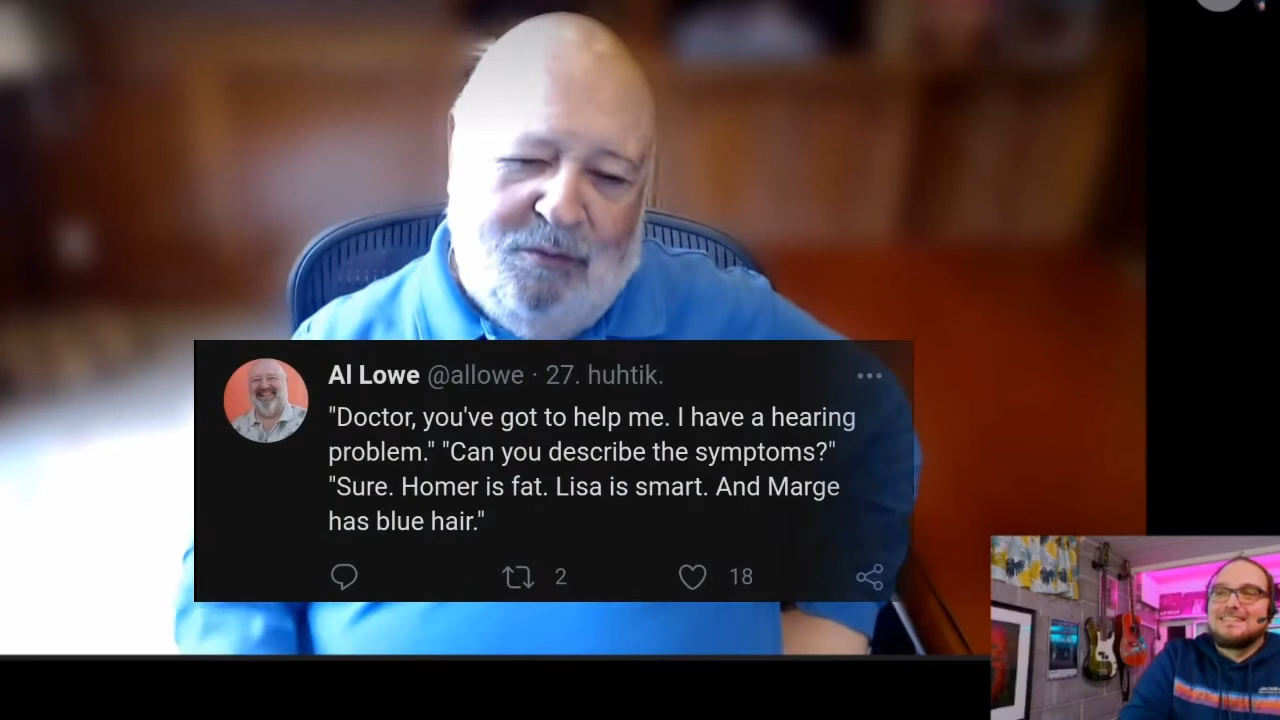 Al Lowe @allowe · 27. huhtik.
"Doctor, you've got to help me. I have a hearing
problem." "Can you describe the symptoms?"
"Sure. Homer is fat. Lisa is smart. And Marge
has blue hair."
2 18